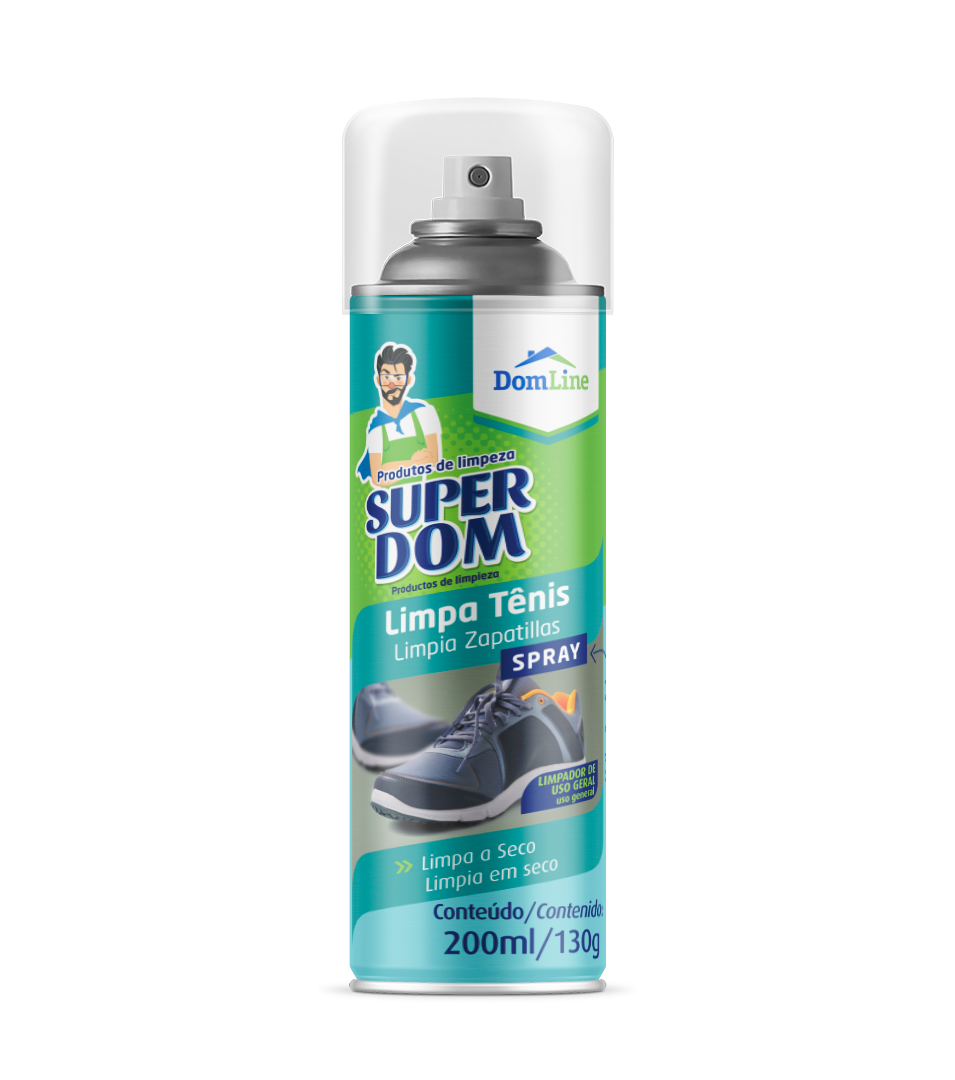 DomLine
Produtos de limpeza
SUPER
DOM
Productos de limpieza
Limpa Tênis
Limpia Zapatillas
SPRAY
LIMPADOR DE
USO GERAL
uso general
Limpa a Seco
Limpia em seco
Conteúdo/Contenido:
200ml/130g